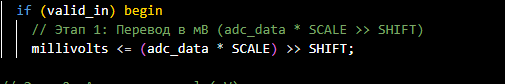 if (valid_in) begin
// Этап 1: Перевод в мВ (adc_data * SCALE >> SHIFT)
millivolts <= (adc_data * SCALE) >> SHIFT;